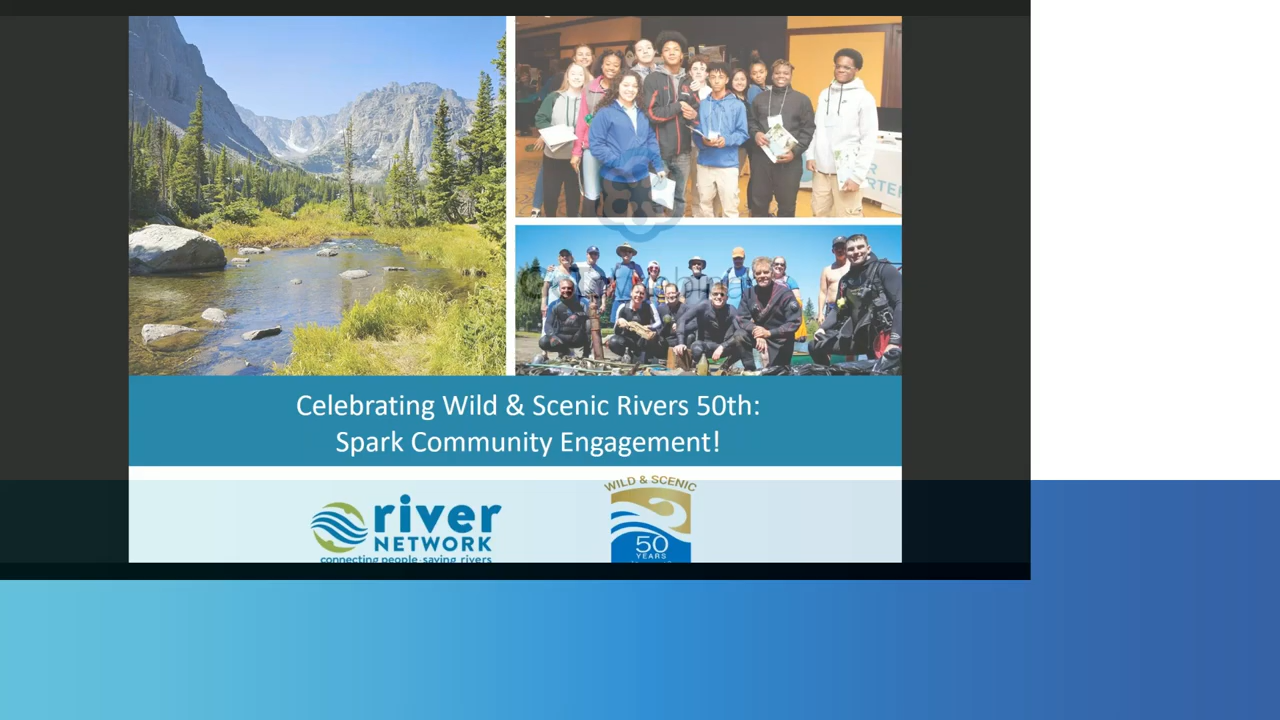 Celebrating Wild & Scenic Rivers 50th:
Spark Community Engagement!
river
NETWORK
connecting people, saving rivers
WILD & SCENIC
50
YEARS